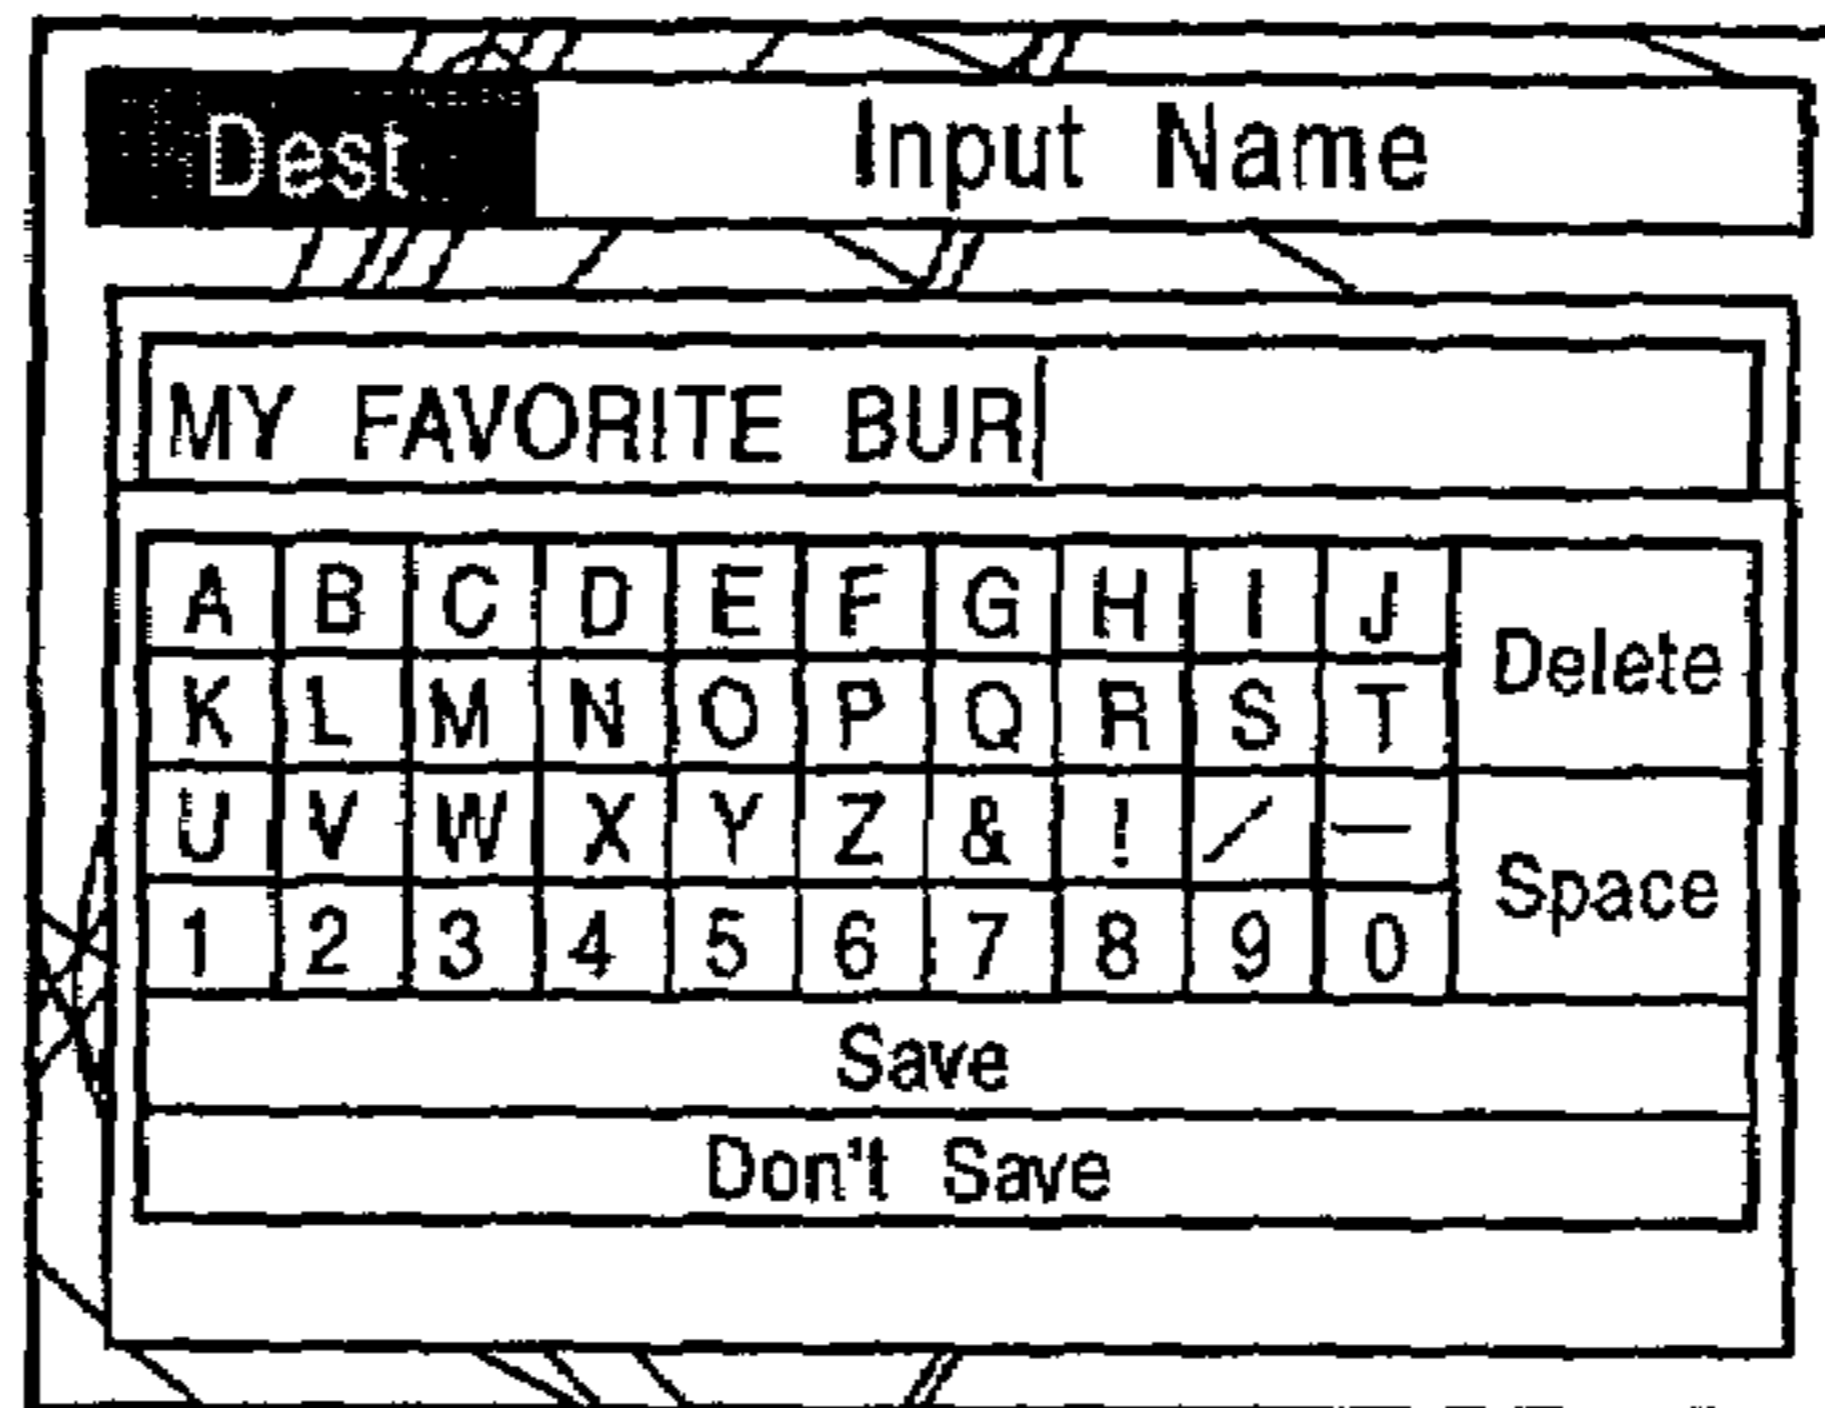 Dest Input Name
MY FAVORITE BUR
A B C D E F G H I J Delete
K L M N O P Q R S T
U V W X Y Z & ! / — Space
1 2 3 4 5 6 7 8 9 0
Save
Don't Save